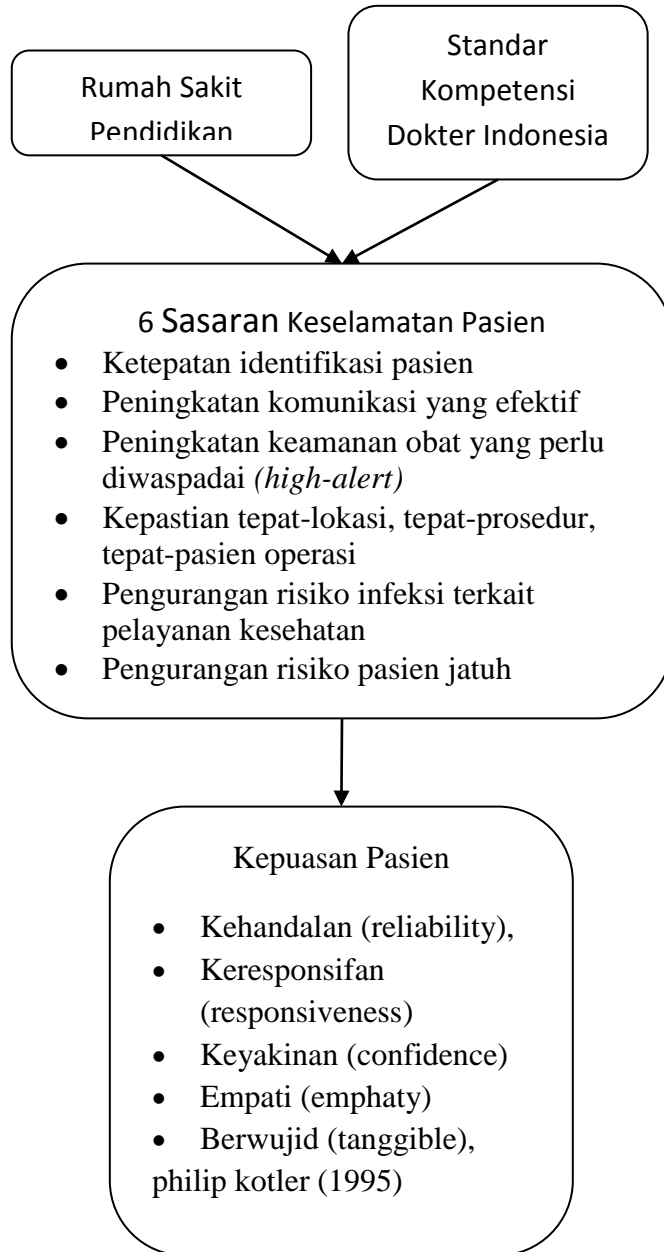 Rumah Sakit
Pendidikan
Standar
Kompetensi
Dokter Indonesia
6 Sasaran Keselamatan Pasien
• Ketepatan identifikasi pasien
• Peningkatan komunikasi yang efektif
• Peningkatan keamanan obat yang perlu
diwaspadai (high-alert)
• Kepastian tepat-lokasi, tepat-prosedur,
tepat-pasien operasi
• Pengurangan risiko infeksi terkait
pelayanan kesehatan
• Pengurangan risiko pasien jatuh
Kepuasan Pasien
• Kehandalan (reliability),
• Keresponsifan
(responsiveness)
• Keyakinan (confidence)
• Empati (emphaty)
• Berwujid (tanggible),
philip kotler (1995)